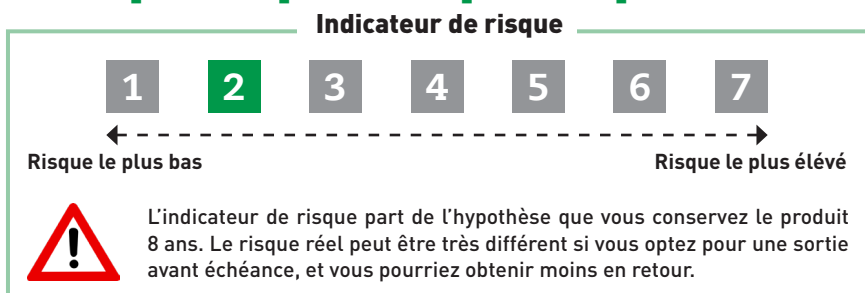 Indicateur de risque
1 2 3 4 5 6 7
Risque le plus bas Risque le plus élévé
L'indicateur de risque part de l'hypothèse que vous conservez le produit
8 ans. Le risque réel peut être très différent si vous optez pour une sortie
avant échéance, et vous pourriez obtenir moins en retour.